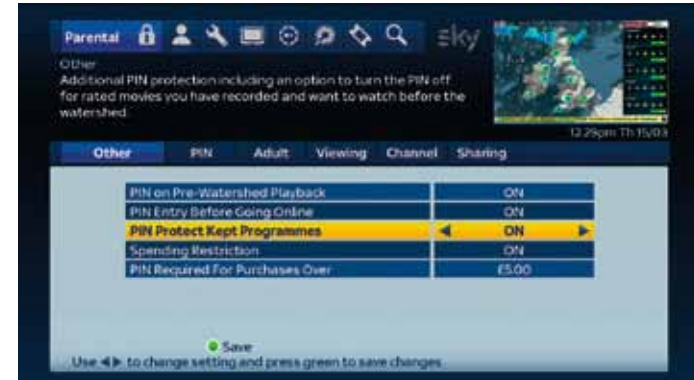 Parental
sky
Other
Additional PIN protection including an option to turn the PIN off
for rated movies you have recorded and want to watch before the
watershed.
12.29pm Th 15/03
Other PIN Adult Viewing Channel Sharing
PIN on Pre-Watershed Playback ON
PIN Entry Before Going Online ON
PIN Protect Kept Programmes ON
Spending Restriction ON
PIN Required For Purchases Over £5.00
Save
Use ◀▶ to change setting and press green to save changes